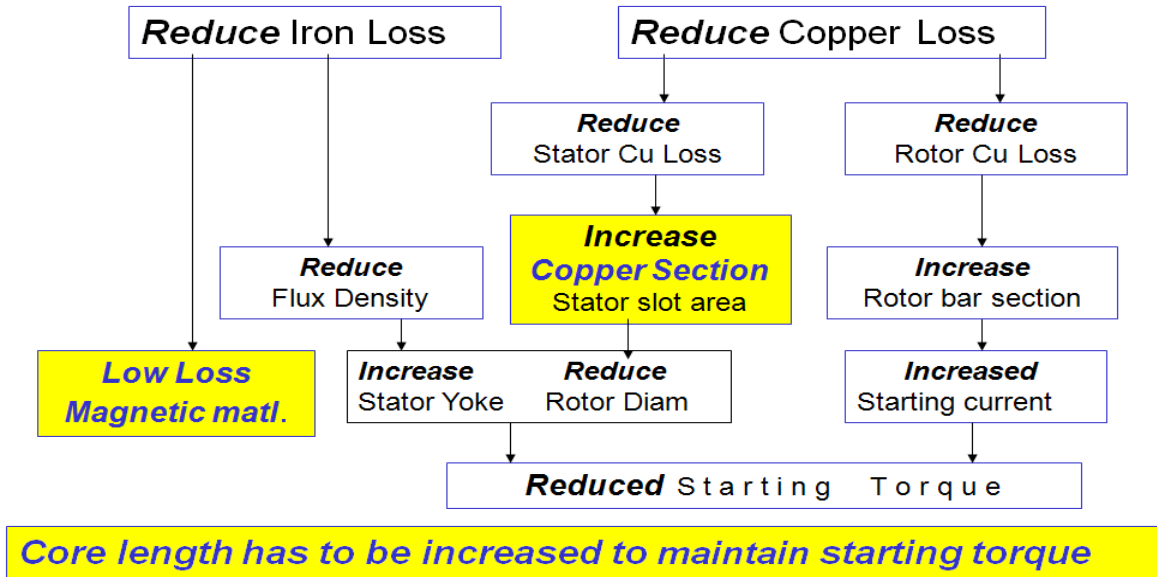 Reduce Iron Loss
Reduce Copper Loss
Reduce
Stator Cu Loss
Reduce
Rotor Cu Loss
Increase
Copper Section
Stator slot area
Reduce
Flux Density
Increase
Rotor bar section
Low Loss
Magnetic matl.
Increase
Stator Yoke
Reduce
Rotor Diam
Increased
Starting current
Reduced Starting Torque
Core length has to be increased to maintain starting torque